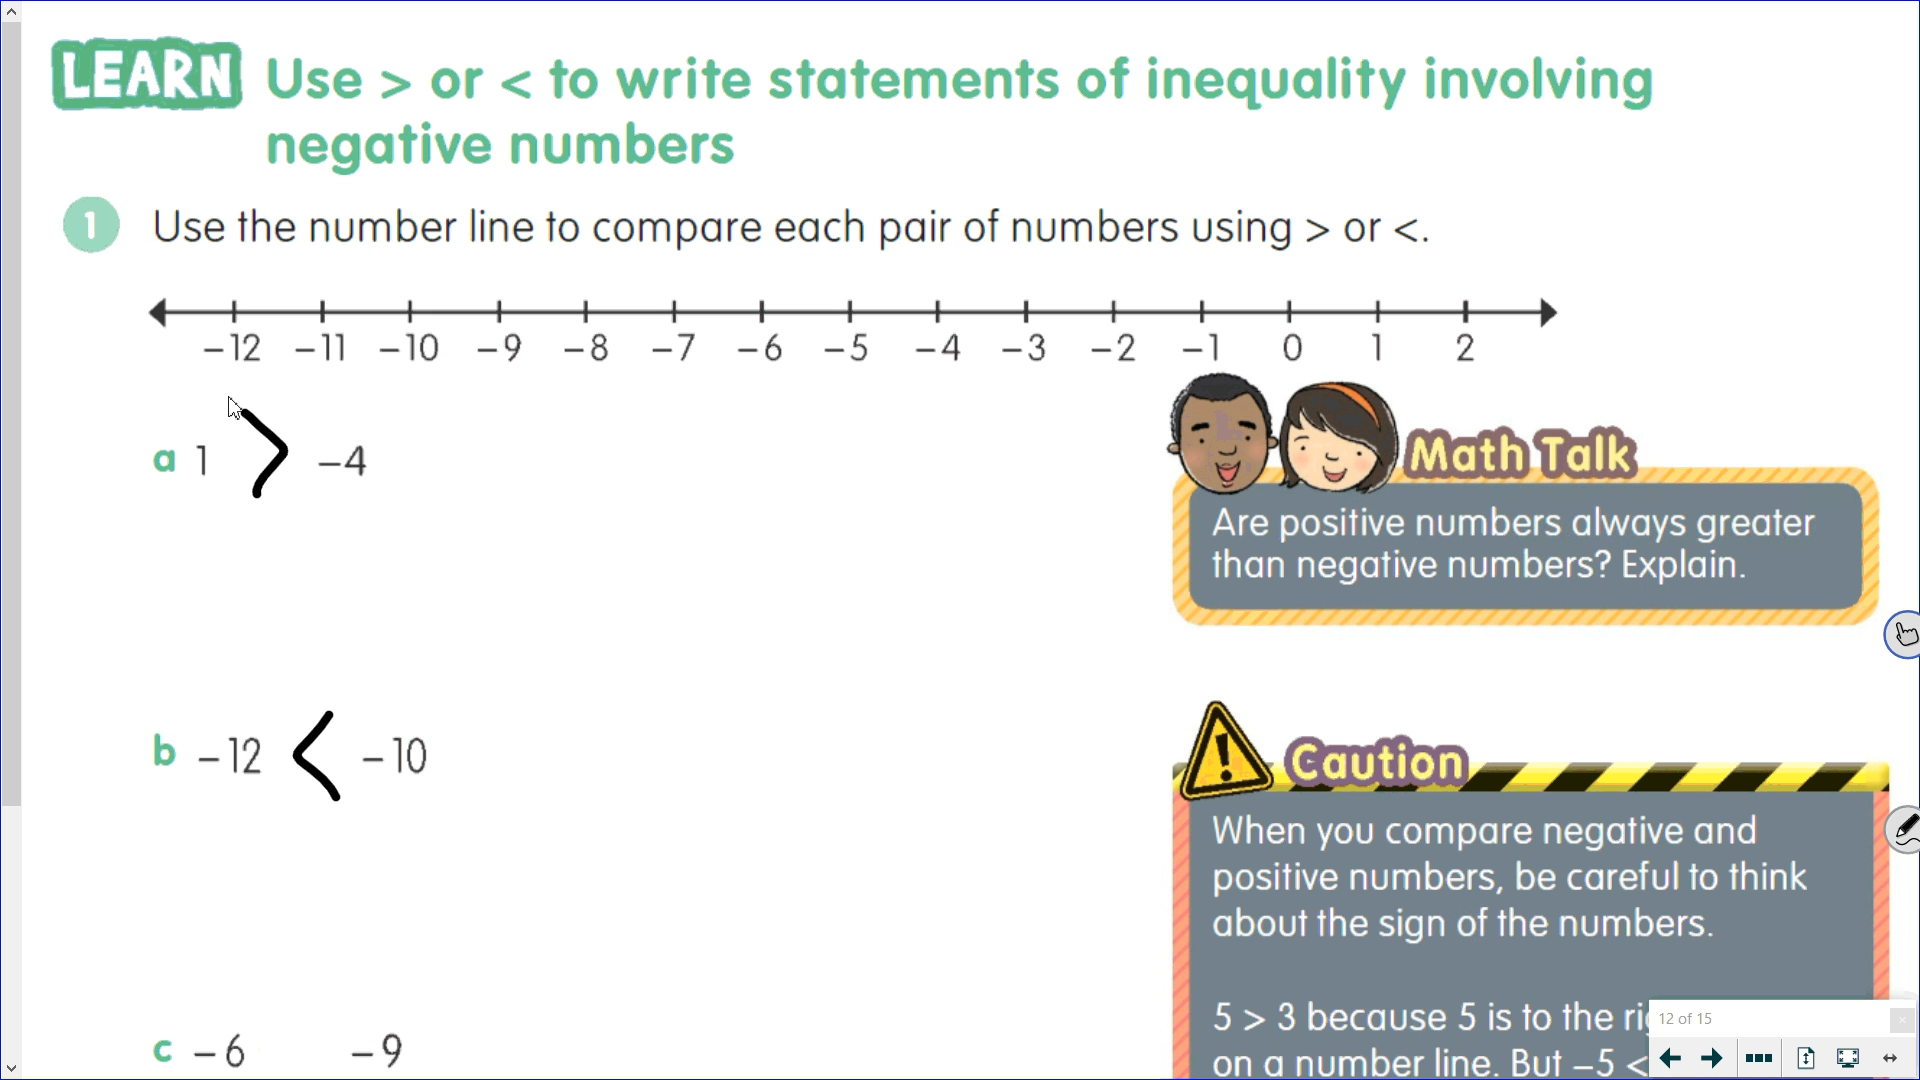 LEARN Use > or < to write statements of inequality involving
negative numbers
1 Use the number line to compare each pair of numbers using > or <.
−12 −11 −10 −9 −8 −7 −6 −5 −4 −3 −2 −1 0 1 2
a 1 > −4
Math Talk
Are positive numbers always greater
than negative numbers? Explain.
b −12 < −10
Caution
When you compare negative and
positive numbers, be careful to think
about the sign of the numbers.
5 > 3 because 5 is to the
on a number line. But −5 <
c −6 −9
12 of 15